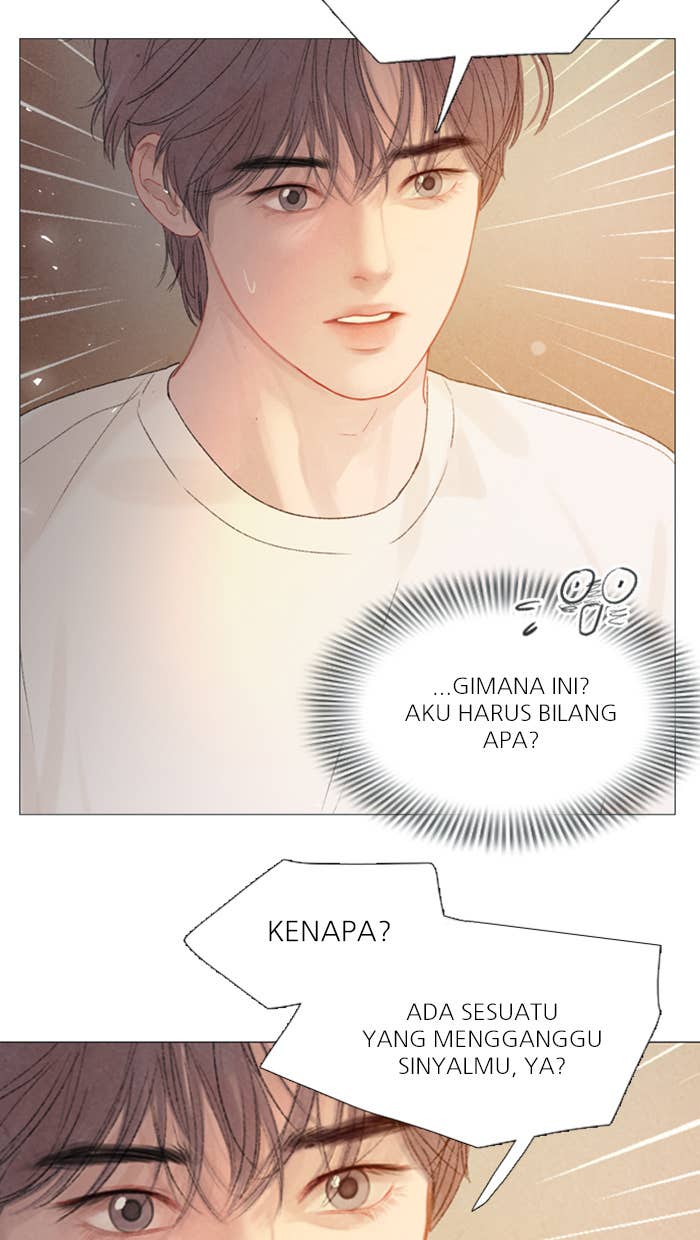 ...GIMANA INI?
AKU HARUS BILANG
APA?
KENAPA?
ADA SESUATU
YANG MENGGANGGU
SINYALMU, YA?